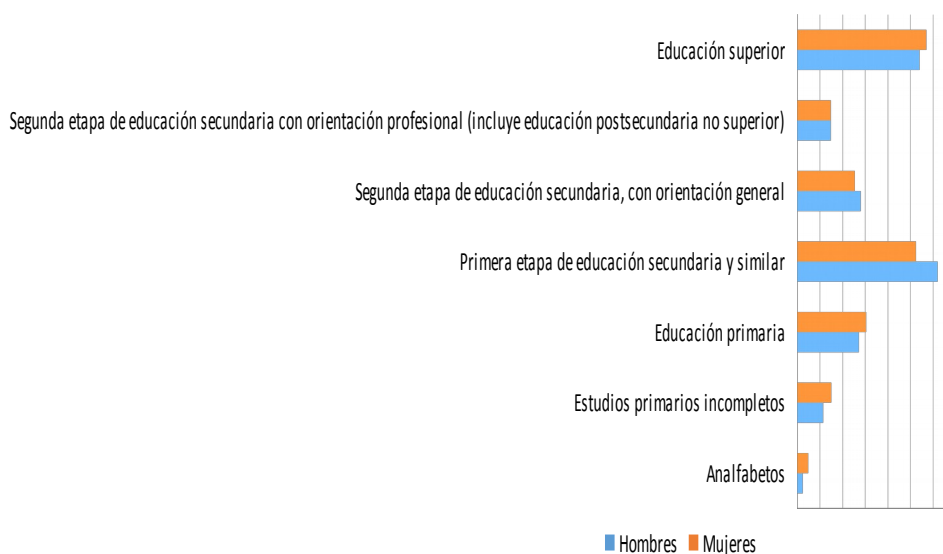 Educación superior
Segunda etapa de educación secundaria con orientación profesional (incluye educación postsecundaria no superior)
Segunda etapa de educación secundaria, con orientación general
Primera etapa de educación secundaria y similar
Educación primaria
Estudios primarios incompletos
Analfabetos
Hombres Mujeres